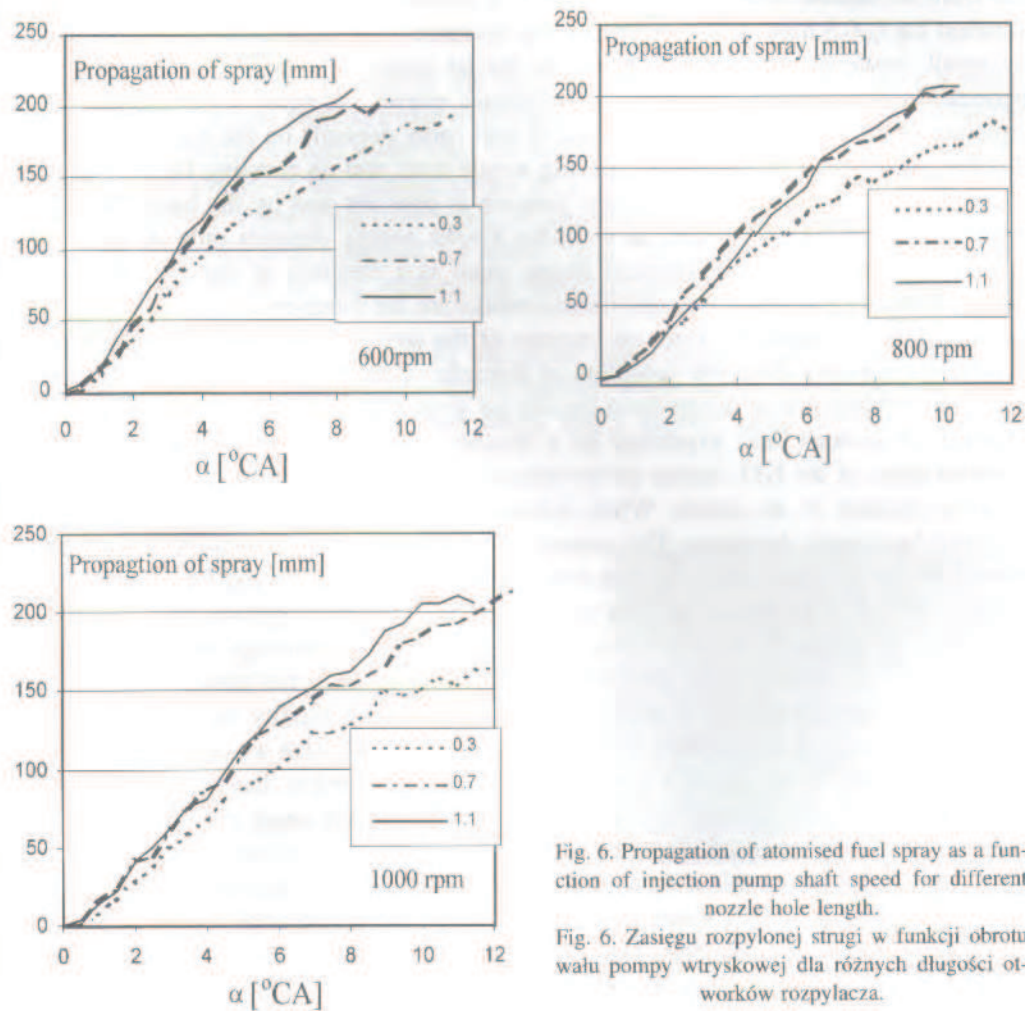 250
Propagation of spray [mm]
200
150
100
50
0
0.3
0.7
1.1
600rpm
0 2 4 6 8 10 12
α [°CA]
250
Propagation of spray [mm]
200
150
100
50
0
0.3
0.7
1.1
800 rpm
0 2 4 6 8 10 12
α [°CA]
250
Propagtion of spray [mm]
200
150
100
50
0
0.3
0.7
1.1
1000 rpm
0 2 4 6 8 10 12
α [°CA]
Fig. 6. Propagation of atomised fuel spray as a fun-
ction of injection pump shaft speed for different
nozzle hole length.
Fig. 6. Zasięgu rozpylonej strugi w funkcji obrotu
wału pompy wtryskowej dla różnych długości ot-
worków rozpylacza.